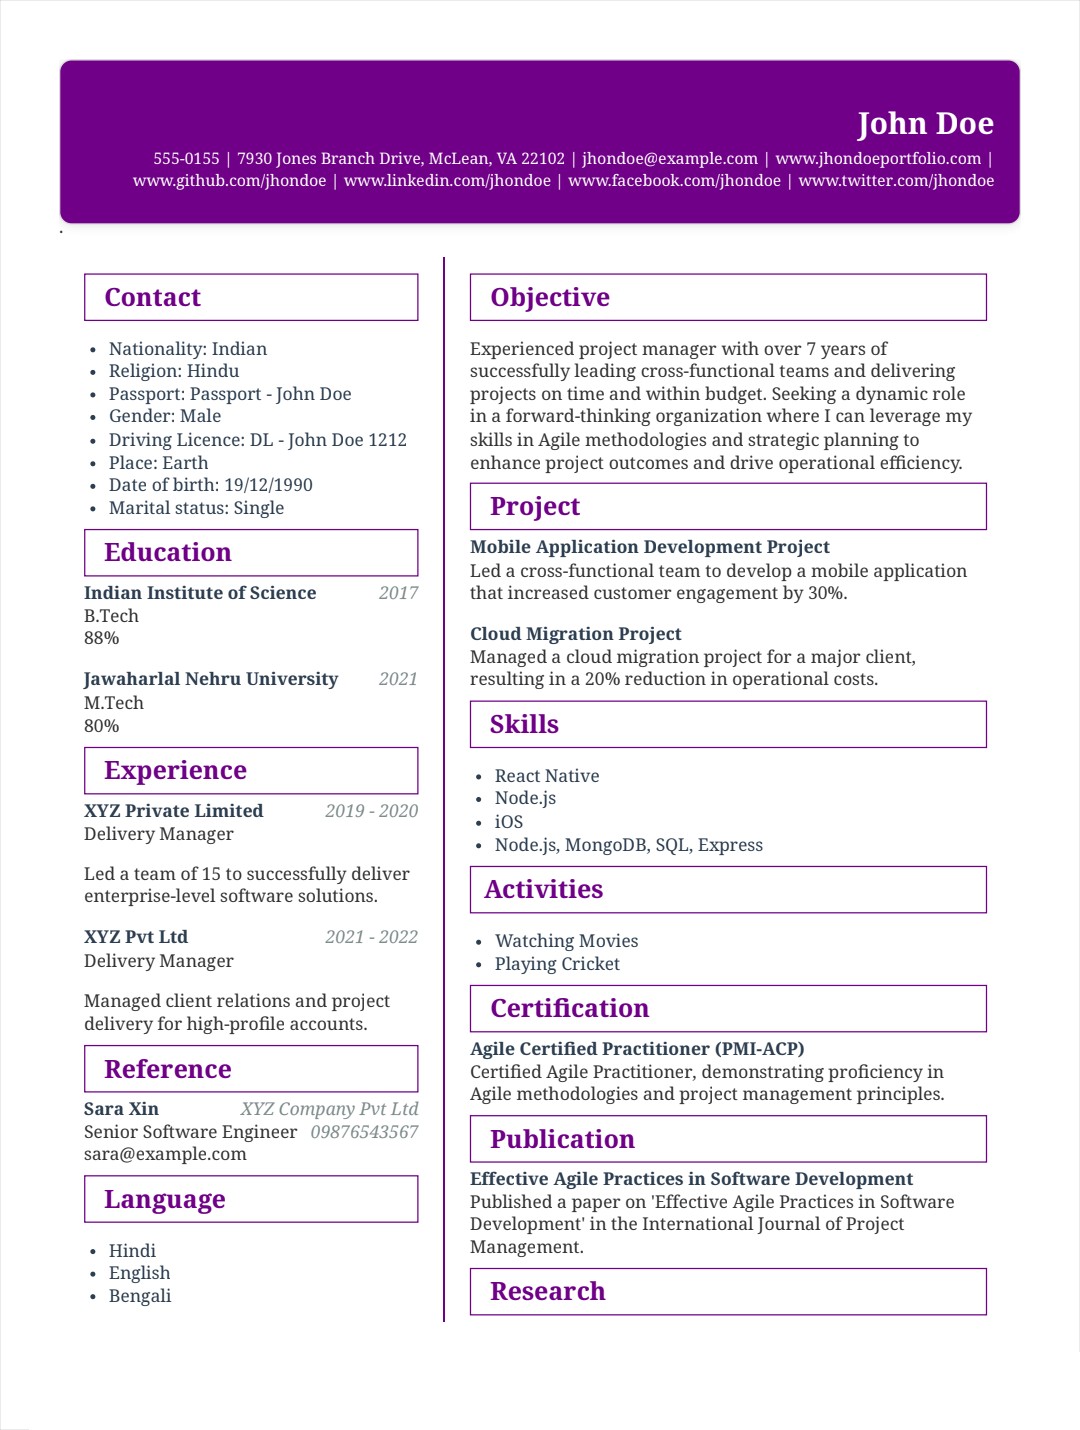 John Doe
555-0155 | 7930 Jones Branch Drive, McLean, VA 22102 | jhondoe@example.com | www.jhondoeportfolio.com |
www.github.com/jhondoe | www.linkedin.com/jhondoe | www.facebook.com/jhondoe | www.twitter.com/jhondoe
.
Contact
• Nationality: Indian
• Religion: Hindu
• Passport: Passport - John Doe
• Gender: Male
• Driving Licence: DL - John Doe 1212
• Place: Earth
• Date of birth: 19/12/1990
• Marital status: Single
Education
Indian Institute of Science 2017
B.Tech
88%
Jawaharlal Nehru University 2021
M.Tech
80%
Experience
XYZ Private Limited 2019 - 2020
Delivery Manager
Led a team of 15 to successfully deliver
enterprise-level software solutions.
XYZ Pvt Ltd 2021 - 2022
Delivery Manager
Managed client relations and project
delivery for high-profile accounts.
Reference
Sara Xin XYZ Company Pvt Ltd
Senior Software Engineer 09876543567
sara@example.com
Language
• Hindi
• English
• Bengali
Objective
Experienced project manager with over 7 years of
successfully leading cross-functional teams and delivering
projects on time and within budget. Seeking a dynamic role
in a forward-thinking organization where I can leverage my
skills in Agile methodologies and strategic planning to
enhance project outcomes and drive operational efficiency.
Project
Mobile Application Development Project
Led a cross-functional team to develop a mobile application
that increased customer engagement by 30%.
Cloud Migration Project
Managed a cloud migration project for a major client,
resulting in a 20% reduction in operational costs.
Skills
• React Native
• Node.js
• iOS
• Node.js, MongoDB, SQL, Express
Activities
• Watching Movies
• Playing Cricket
Certification
Agile Certified Practitioner (PMI-ACP)
Certified Agile Practitioner, demonstrating proficiency in
Agile methodologies and project management principles.
Publication
Effective Agile Practices in Software Development
Published a paper on 'Effective Agile Practices in Software
Development' in the International Journal of Project
Management.
Research